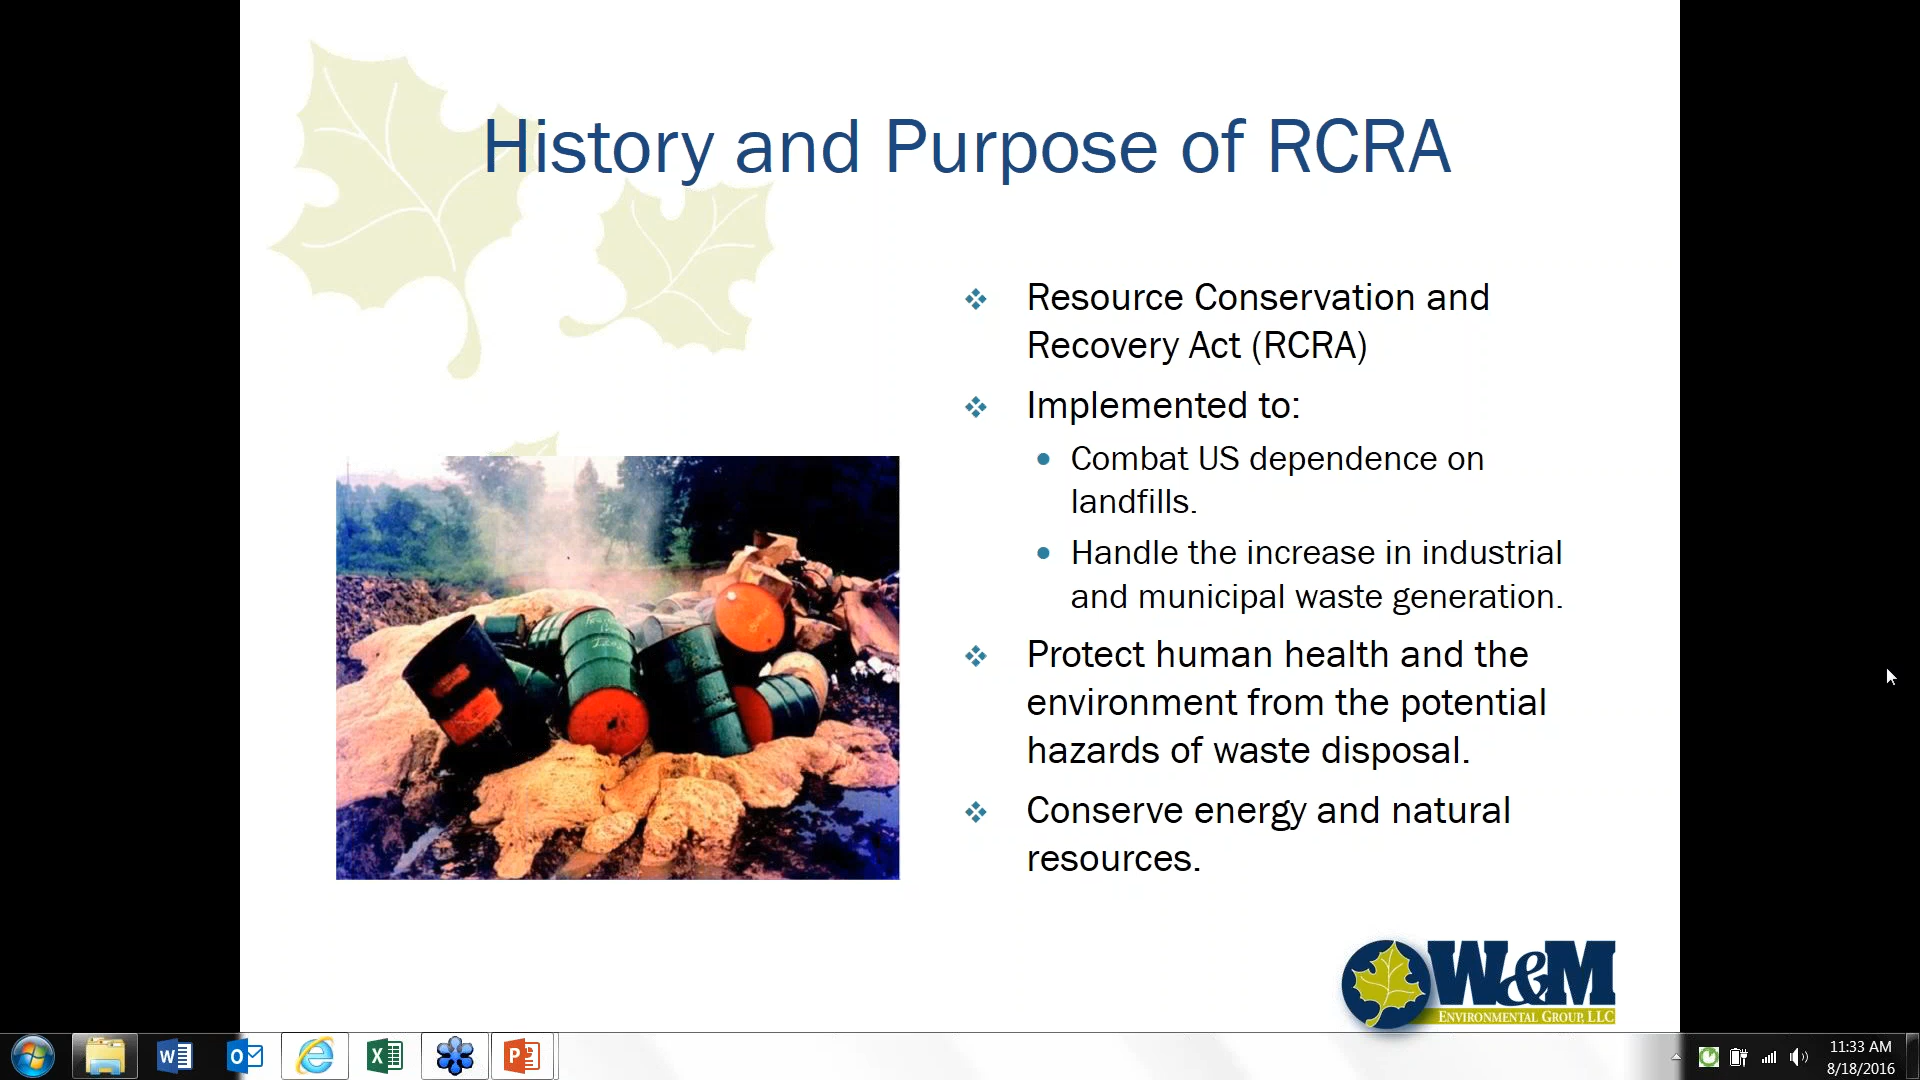 History and Purpose of RCRA
Resource Conservation and
Recovery Act (RCRA)
Implemented to:
Combat US dependence on
landfills.
Handle the increase in industrial
and municipal waste generation.
Protect human health and the
environment from the potential
hazards of waste disposal.
Conserve energy and natural
resources.
W&M
ENVIRONMENTAL GROUP, LLC
11:33 AM
8/18/2016